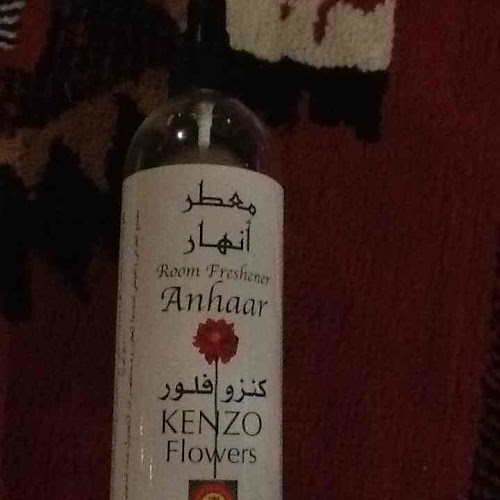 معطر
أنهار
Room Freshener
Anhaar
كنزو فلور
KENZO
Flowers